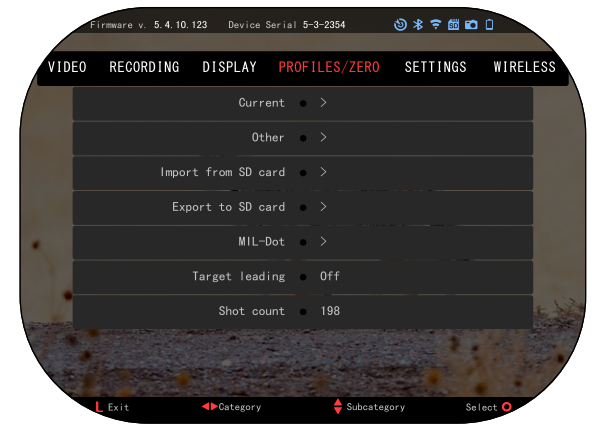 Firmware v. 5.4.10.123 Device Serial 5-3-2354
VIDEO RECORDING DISPLAY PROFILES/ZERO SETTINGS WIRELESS
Current >
Other >
Import from SD card >
Export to SD card >
MIL-Dot >
Target leading Off
Shot count 198
L Exit Category Subcategory Select